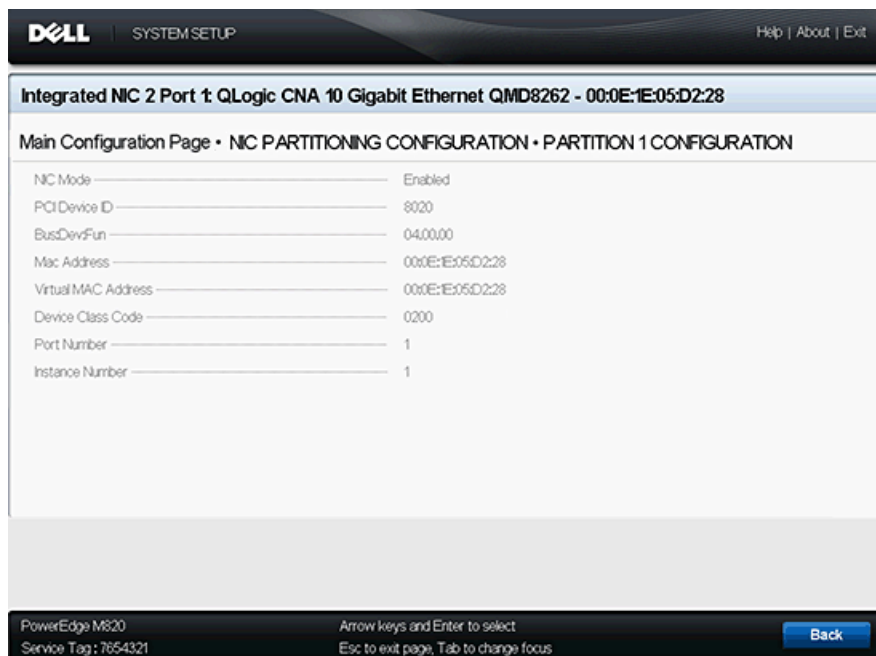 DELL SYSTEM SETUP Help | About | Exit
Integrated NIC 2 Port 1: QLogic CNA 10 Gigabit Ethernet QMD8262 - 00:0E:1E:05:D2:28
Main Configuration Page • NIC PARTITIONING CONFIGURATION • PARTITION 1 CONFIGURATION
NIC Mode Enabled
PCI Device ID 8020
Bus:Dev:Fun 04:00:00
Mac Address 00:0E:1E:05:D2:28
Virtual MAC Address 00:0E:1E:05:D2:28
Device Class Code 0200
Port Number 1
Instance Number 1
PowerEdge M820 Arrow keys and Enter to select
Service Tag : 7654321 Esc to exit page, Tab to change focus
Back